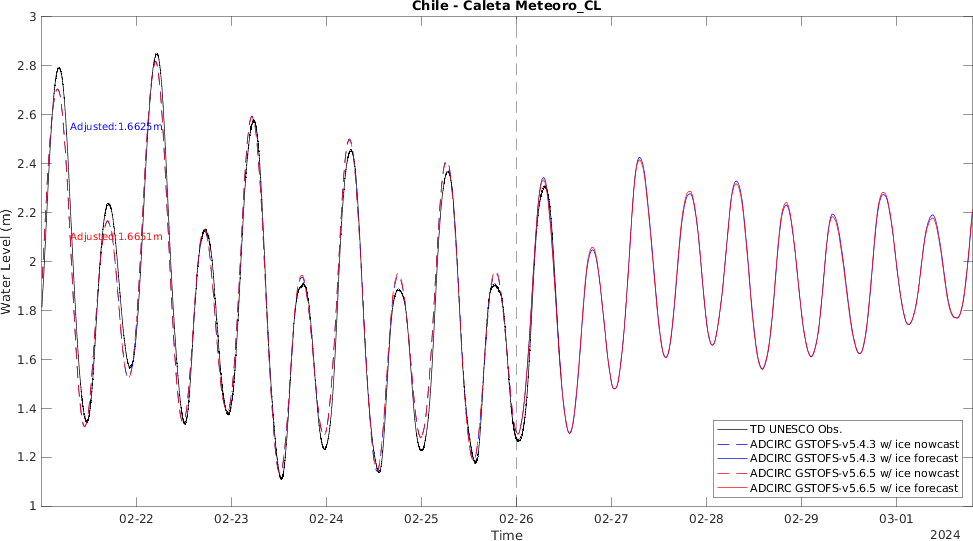 Chile - Caleta Meteoro_CL
3
2.8
2.6
2.4
2.2
2
1.8
1.6
1.4
1.2
1
Water Level (m)
Adjusted:1.6625m
Adjusted:1.6651m
TD UNESCO Obs.
ADCIRC GSTOFS-v5.4.3 w/ ice nowcast
ADCIRC GSTOFS-v5.4.3 w/ ice forecast
ADCIRC GSTOFS-v5.6.5 w/ ice nowcast
ADCIRC GSTOFS-v5.6.5 w/ ice forecast
02-22 02-23 02-24 02-25 02-26 02-27 02-28 02-29 03-01
Time
2024